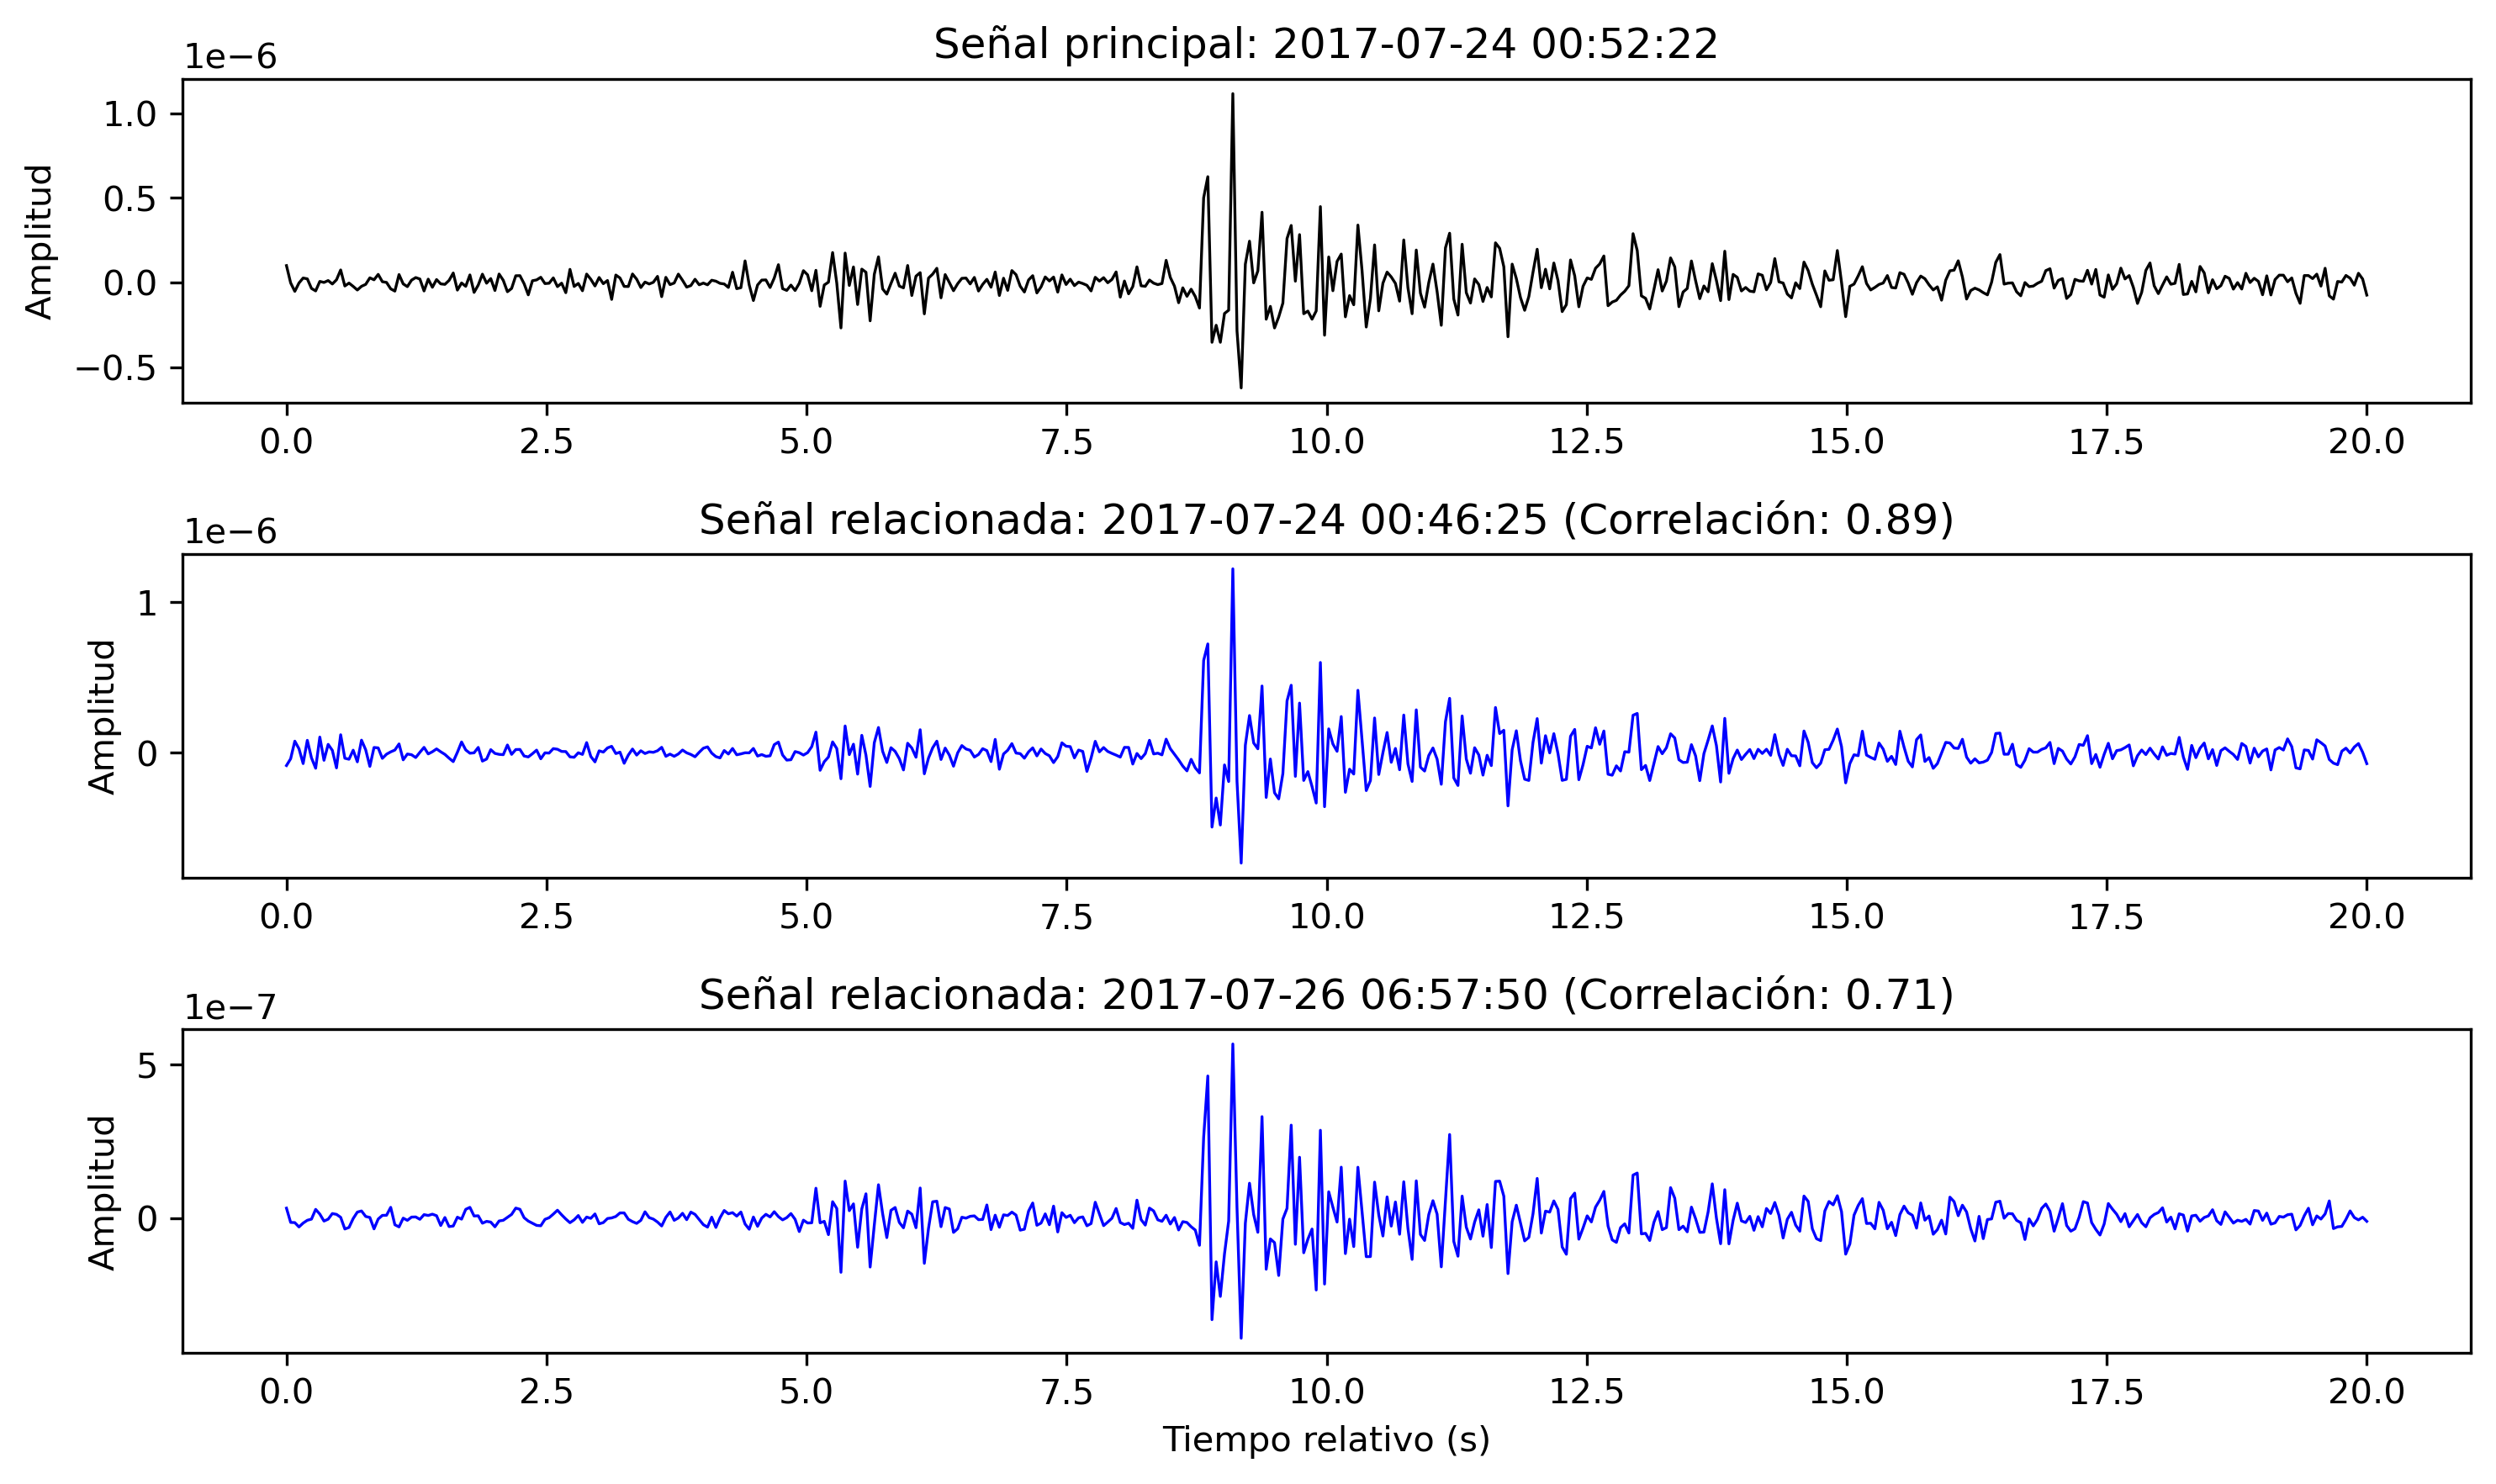 Señal principal: 2017-07-24 00:52:22
1e−6
1.0
0.5
0.0
−0.5
Amplitud
0.0 2.5 5.0 7.5 10.0 12.5 15.0 17.5 20.0
Señal relacionada: 2017-07-24 00:46:25 (Correlación: 0.89)
1e−6
1
0
Amplitud
0.0 2.5 5.0 7.5 10.0 12.5 15.0 17.5 20.0
Señal relacionada: 2017-07-26 06:57:50 (Correlación: 0.71)
1e−7
5
0
Amplitud
0.0 2.5 5.0 7.5 10.0 12.5 15.0 17.5 20.0
Tiempo relativo (s)